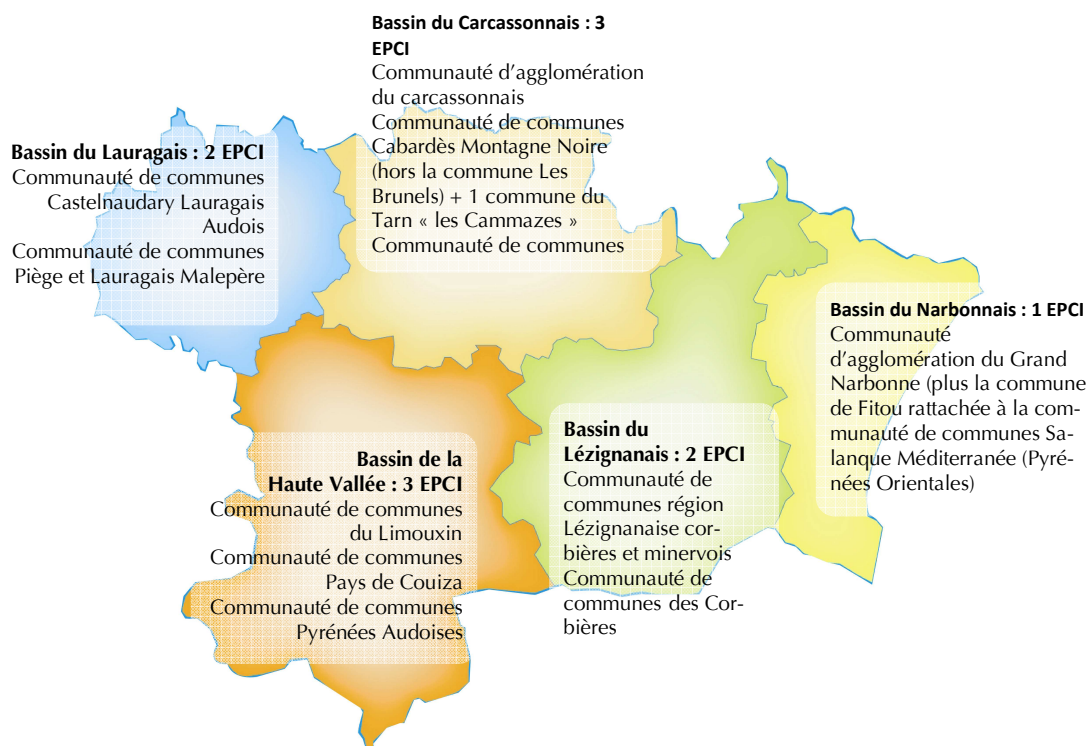 Bassin du Carcassonnais : 3
EPCI
Communauté d’agglomération
du carcassonnais
Communauté de communes
Cabardès Montagne Noire
(hors la commune Les
Brunels) + 1 commune du
Tarn « les Cammazes »
Communauté de communes
Bassin du Lauragais : 2 EPCI
Communauté de communes
Castelnaudary Lauragais
Audois
Communauté de communes
Piège et Lauragais Malepère
Bassin du Narbonnais : 1 EPCI
Communauté
d’agglomération du Grand
Narbonne (plus la commune
de Fitou rattachée à la com-
munauté de communes Sa-
lanque Méditerranée (Pyré-
nées Orientales)
Bassin de la
Haute Vallée : 3 EPCI
Communauté de communes
du Limouxin
Communauté de communes
Pays de Couiza
Communauté de communes
Pyrénées Audoises
Bassin du
Lézignanais : 2 EPCI
Communauté de
communes région
Lézignanaise cor-
bières et minervois
Communauté de
communes des Cor-
bières